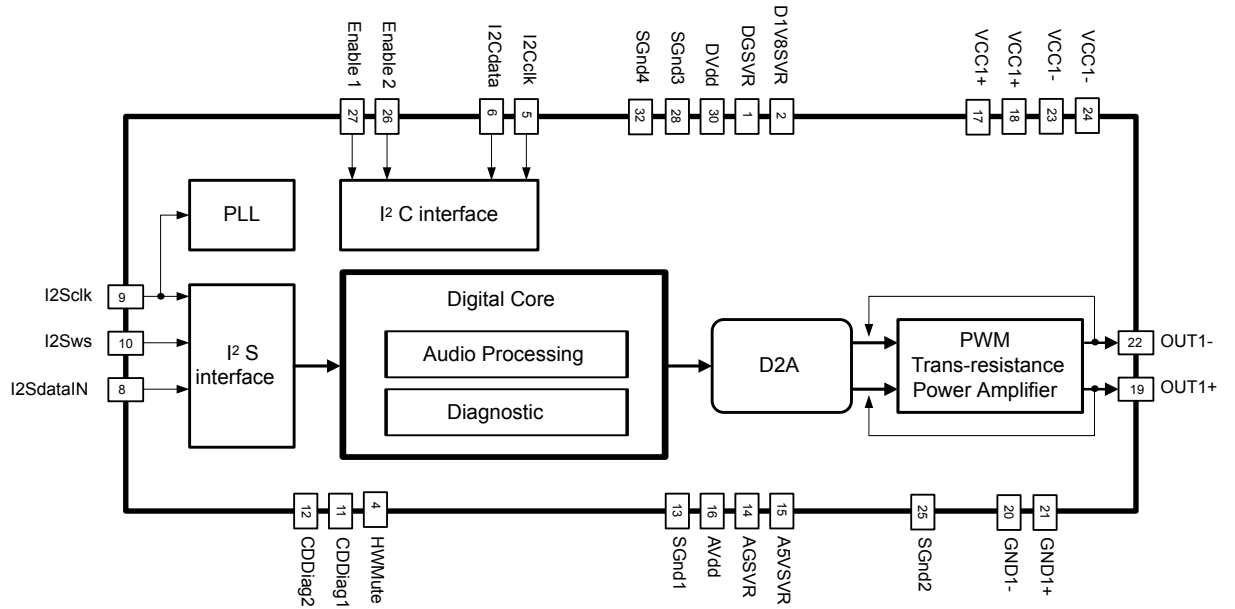 Enable 1
Enable 2
I2Cdata
I2Cclk
SGnd4
SGnd3
DVdd
DGSVR
D1V8SVR
VCC1+
VCC1+
VCC1-
VCC1-
27
26
6
5
32
28
30
1
2
17
18
23
24
PLL
I² C interface
I2Sclk
9
I2Sws
10
I2SdataIN
8
I² S
interface
Digital Core
Audio Processing
Diagnostic
D2A
PWM
Trans-resistance
Power Amplifier
22
OUT1-
19
OUT1+
12
11
4
13
16
14
15
25
20
21
CDDiag2
CDDiag1
HWMute
SGnd1
AVdd
AGSVR
A5VSVR
SGnd2
GND1-
GND1+